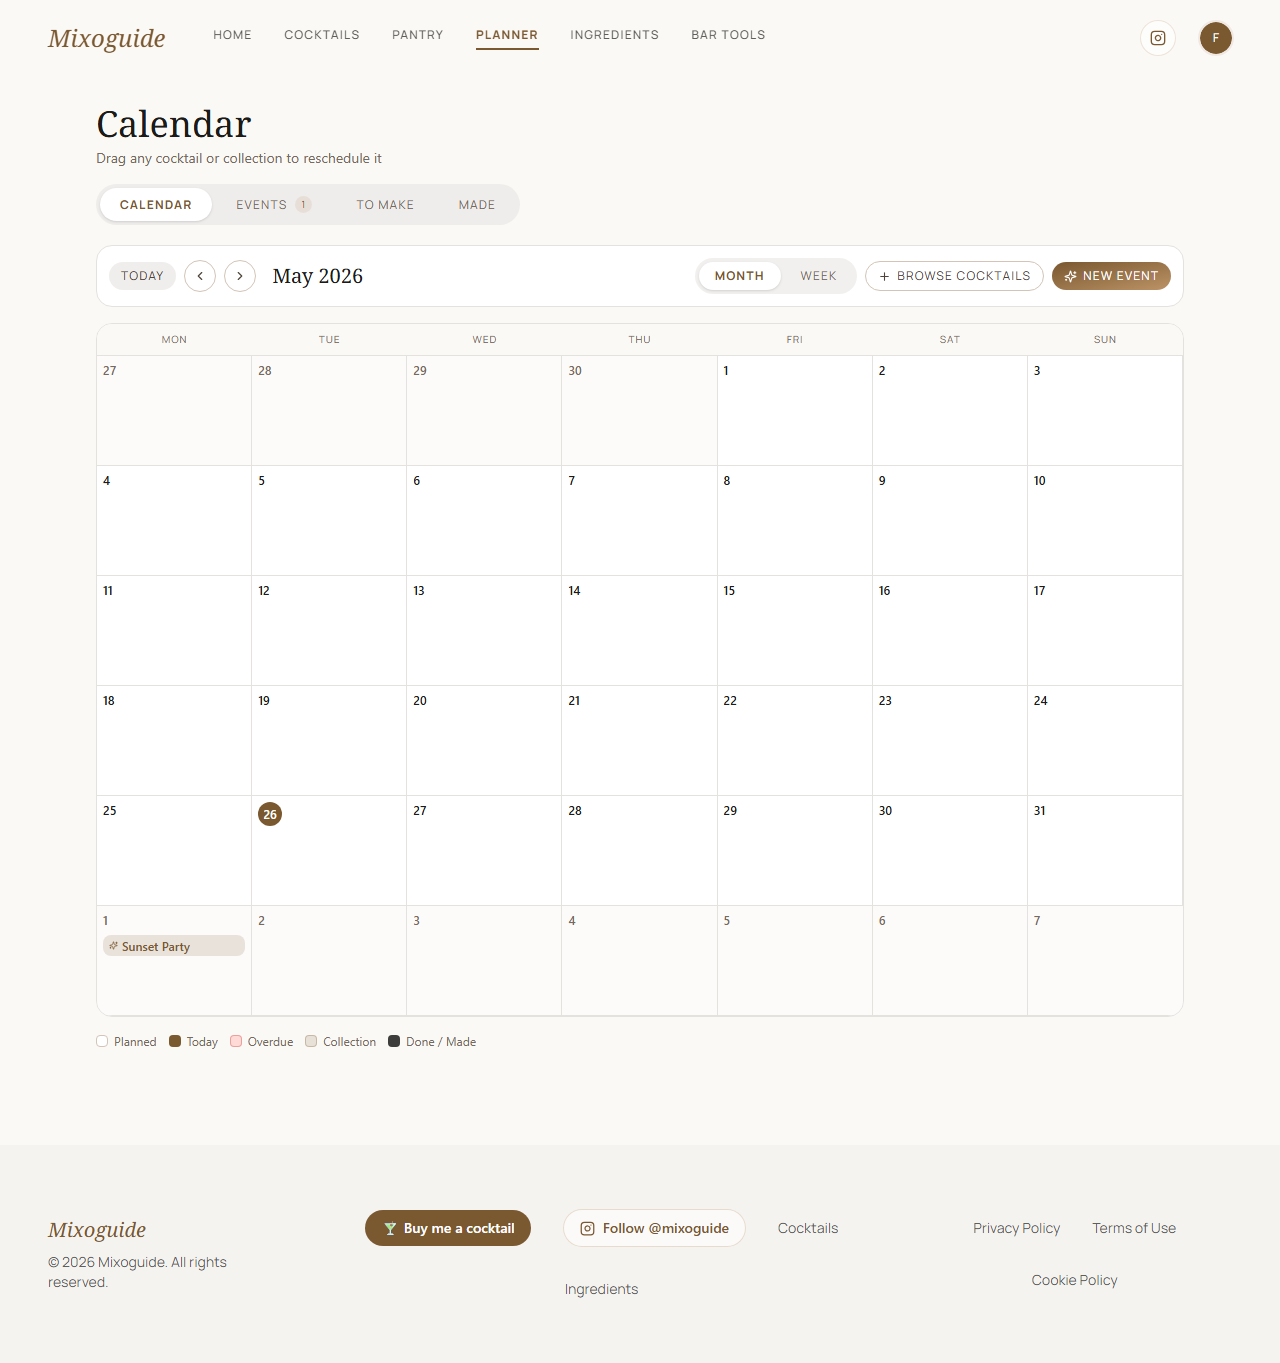 Mixoguide
HOME COCKTAILS PANTRY PLANNER INGREDIENTS BAR TOOLS
F
Calendar
Drag any cocktail or collection to reschedule it
CALENDAR EVENTS 1 TO MAKE MADE
TODAY May 2026 MONTH WEEK + BROWSE COCKTAILS NEW EVENT
MON TUE WED THU FRI SAT SUN
27 28 29 30 1 2 3
4 5 6 7 8 9 10
11 12 13 14 15 16 17
18 19 20 21 22 23 24
25 26 27 28 29 30 31
1 2 3 4 5 6 7
Sunset Party
Planned Today Overdue Collection Done / Made
Mixoguide
© 2026 Mixoguide. All rights
reserved.
Buy me a cocktail Follow @mixoguide Cocktails
Ingredients
Privacy Policy Terms of Use
Cookie Policy